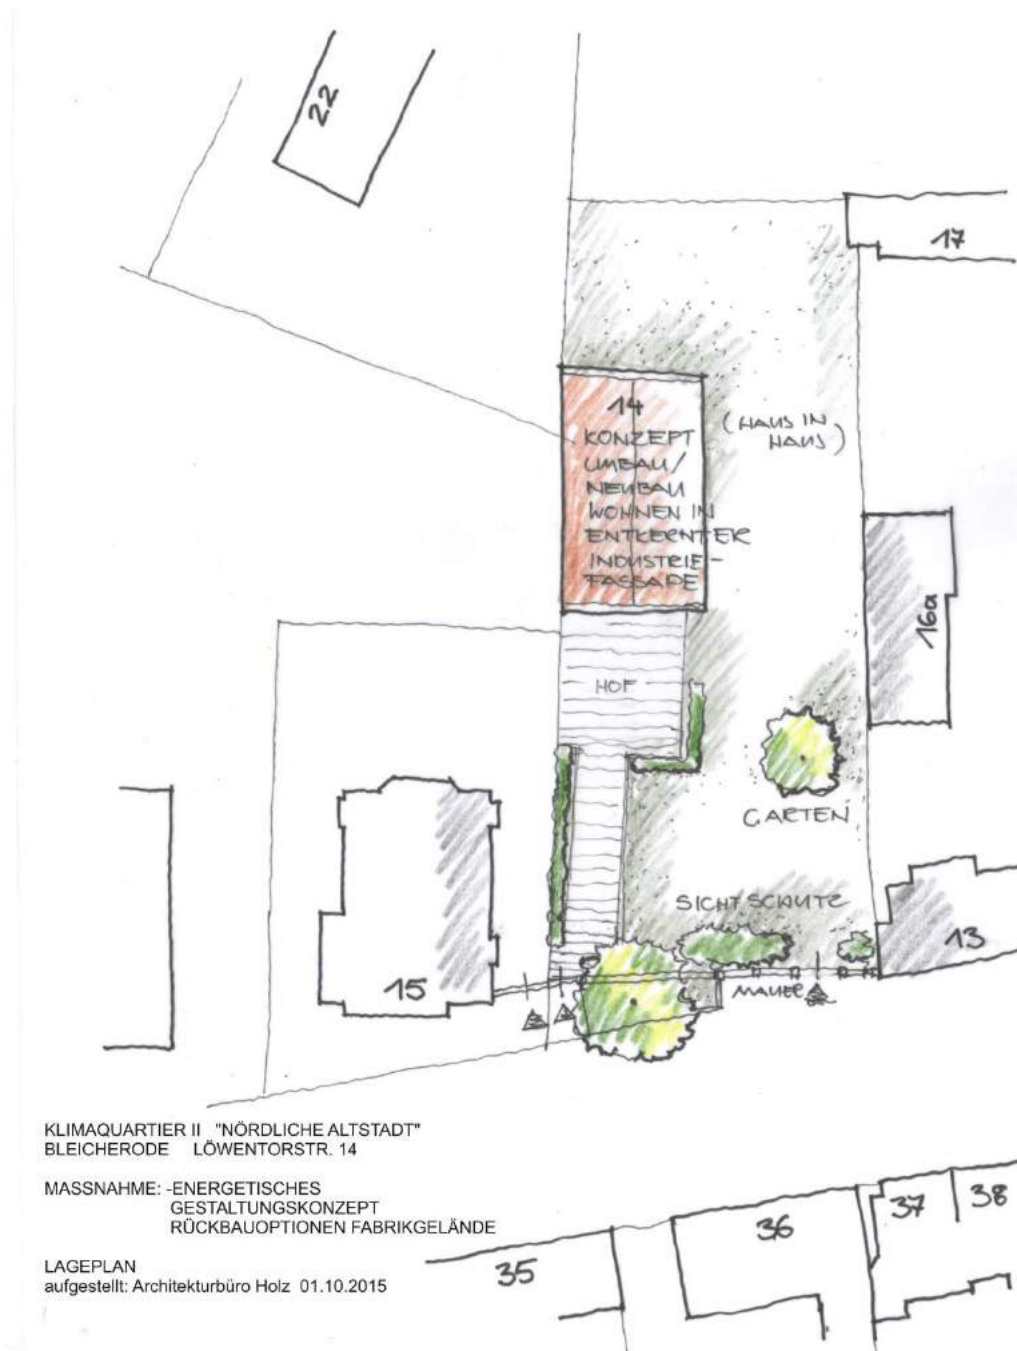 22
17
14
KONZEPT
UMBAU/
NEUBAU
WOHNEN IN
ENTKERNTER
INDUSTRIE-
FASSADE
(HAUS IN
HAUS)
16a
HOF
GARTEN
SICHTSCHUTZ
13
15
MAUER
KLIMAQUARTIER II "NÖRDLICHE ALTSTADT"
BLEICHERODE LÖWENTORSTR. 14
MASSNAHME: -ENERGETISCHES
GESTALTUNGSKONZEPT
RÜCKBAUOPTIONEN FABRIKGELÄNDE
LAGEPLAN
aufgestellt: Architekturbüro Holz 01.10.2015
35
36
37
38